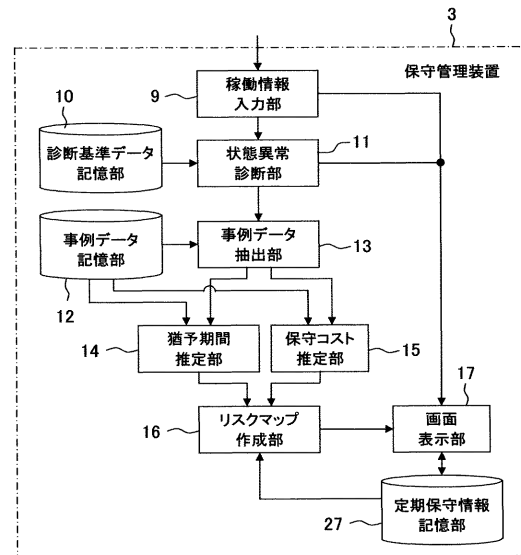 3
保守管理装置
稼働情報
入力部
9
10
診断基準データ
記憶部
状態異常
診断部
11
事例データ
記憶部
12
事例データ
抽出部
13
猶予期間
推定部
14
保守コスト
推定部
15
リスクマップ
作成部
16
画面
表示部
17
定期保守情報
記憶部
27